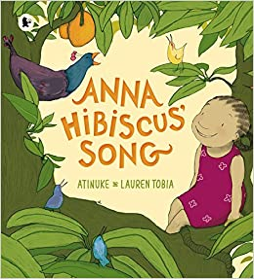 ANNA
HiBiSCUS'
SONG
ATINUKE & LAUREN TOBIA